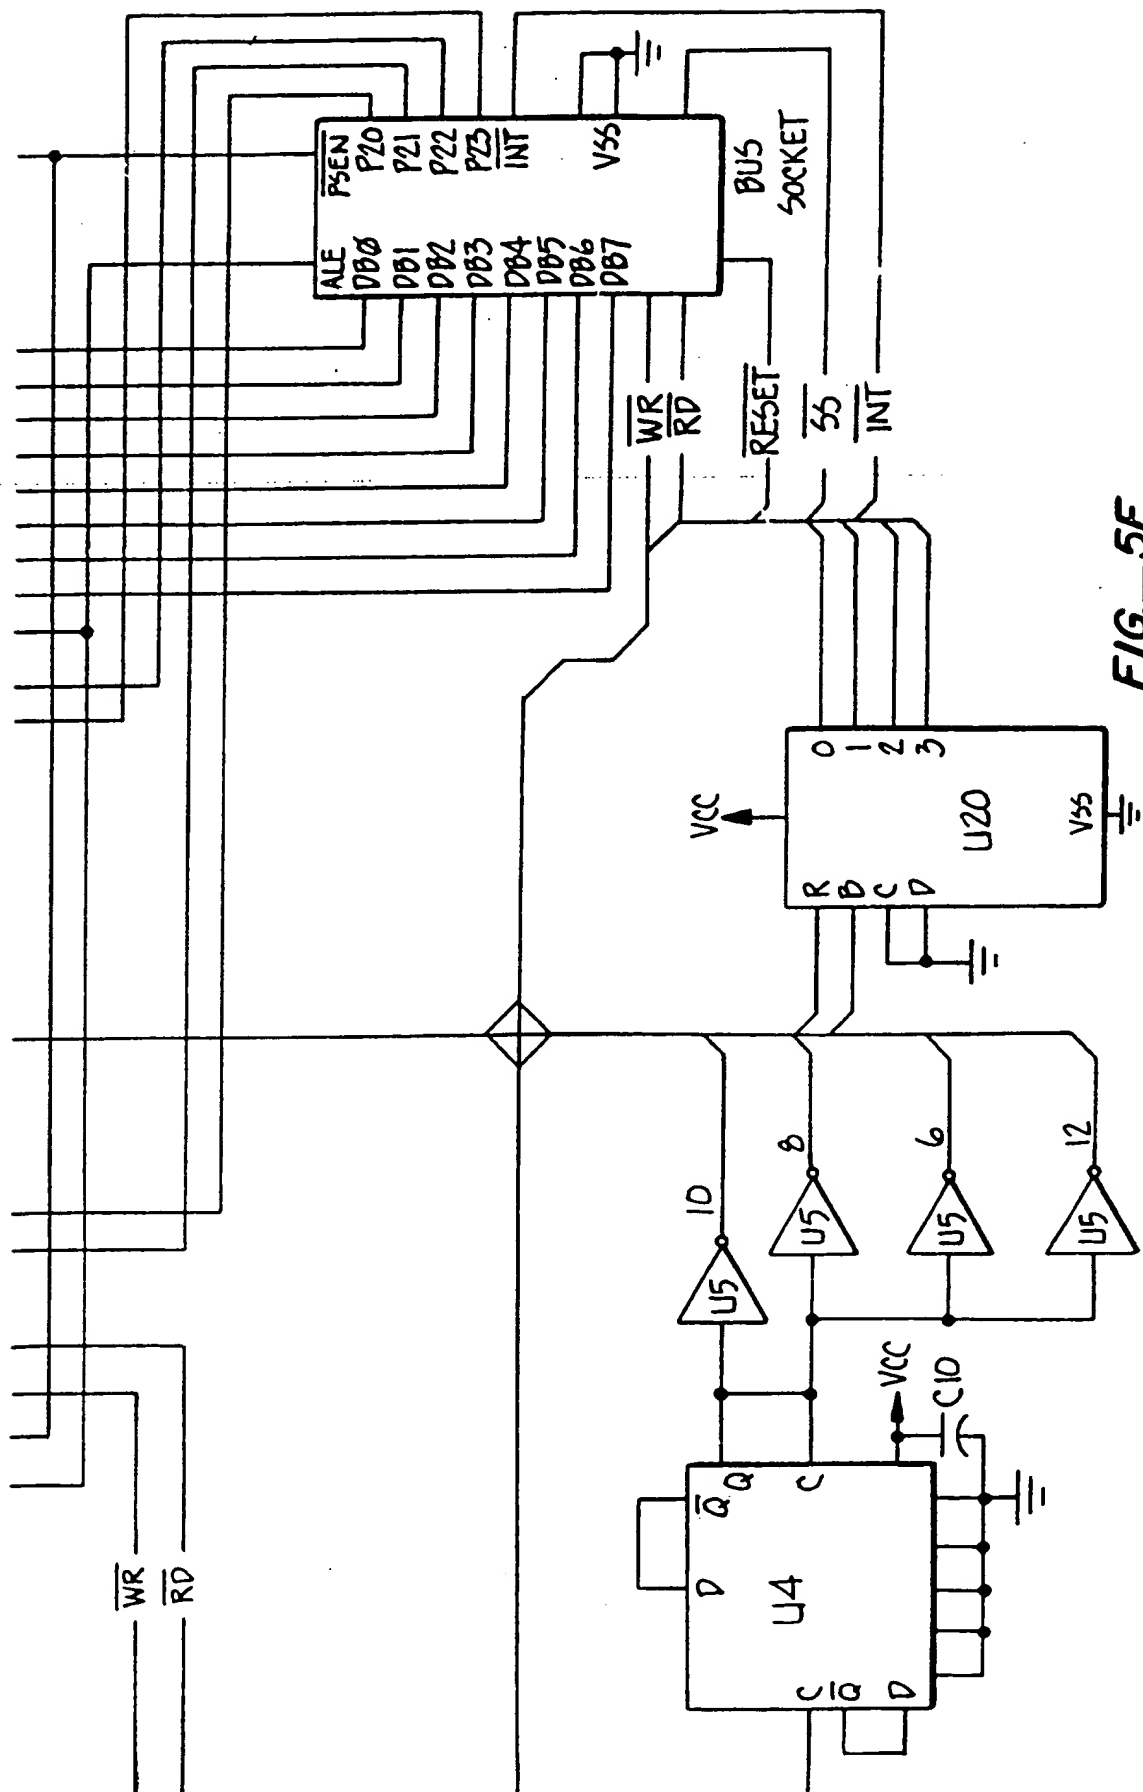 PSEN
P20
P21
P22
P23
INT
VSS
ALE
DBØ
DB1
DB2
DB3
DB4
DB5
DB6
DB7
BUS
SOCKET
WR
RD
RESET
SS
INT
FIG._5F
VCC
0
1
2
3
U20
VSS
R
B
C
D
10
8
6
12
U5
U5
U5
U5
VCC
C10
Q
Q
C
D
U4
C
Q
D
WR
RD